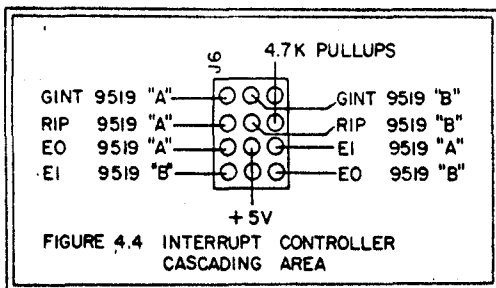 J6
4.7K PULLUPS
GINT 9519 "A" GINT 9519 "B"
RIP 9519 "A" RIP 9519 "B"
EO 9519 "A" EI 9519 "A"
EI 9519 "B" EO 9519 "B"
+5V
FIGURE 4.4 INTERRUPT CONTROLLER
CASCADING AREA